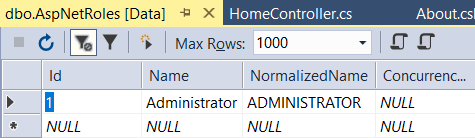 dbo.AspNetRoles [Data] HomeController.cs About.csh
Max Rows: 1000
Id Name NormalizedName Concurrenc...
1 Administrator ADMINISTRATOR NULL
NULL NULL NULL NULL